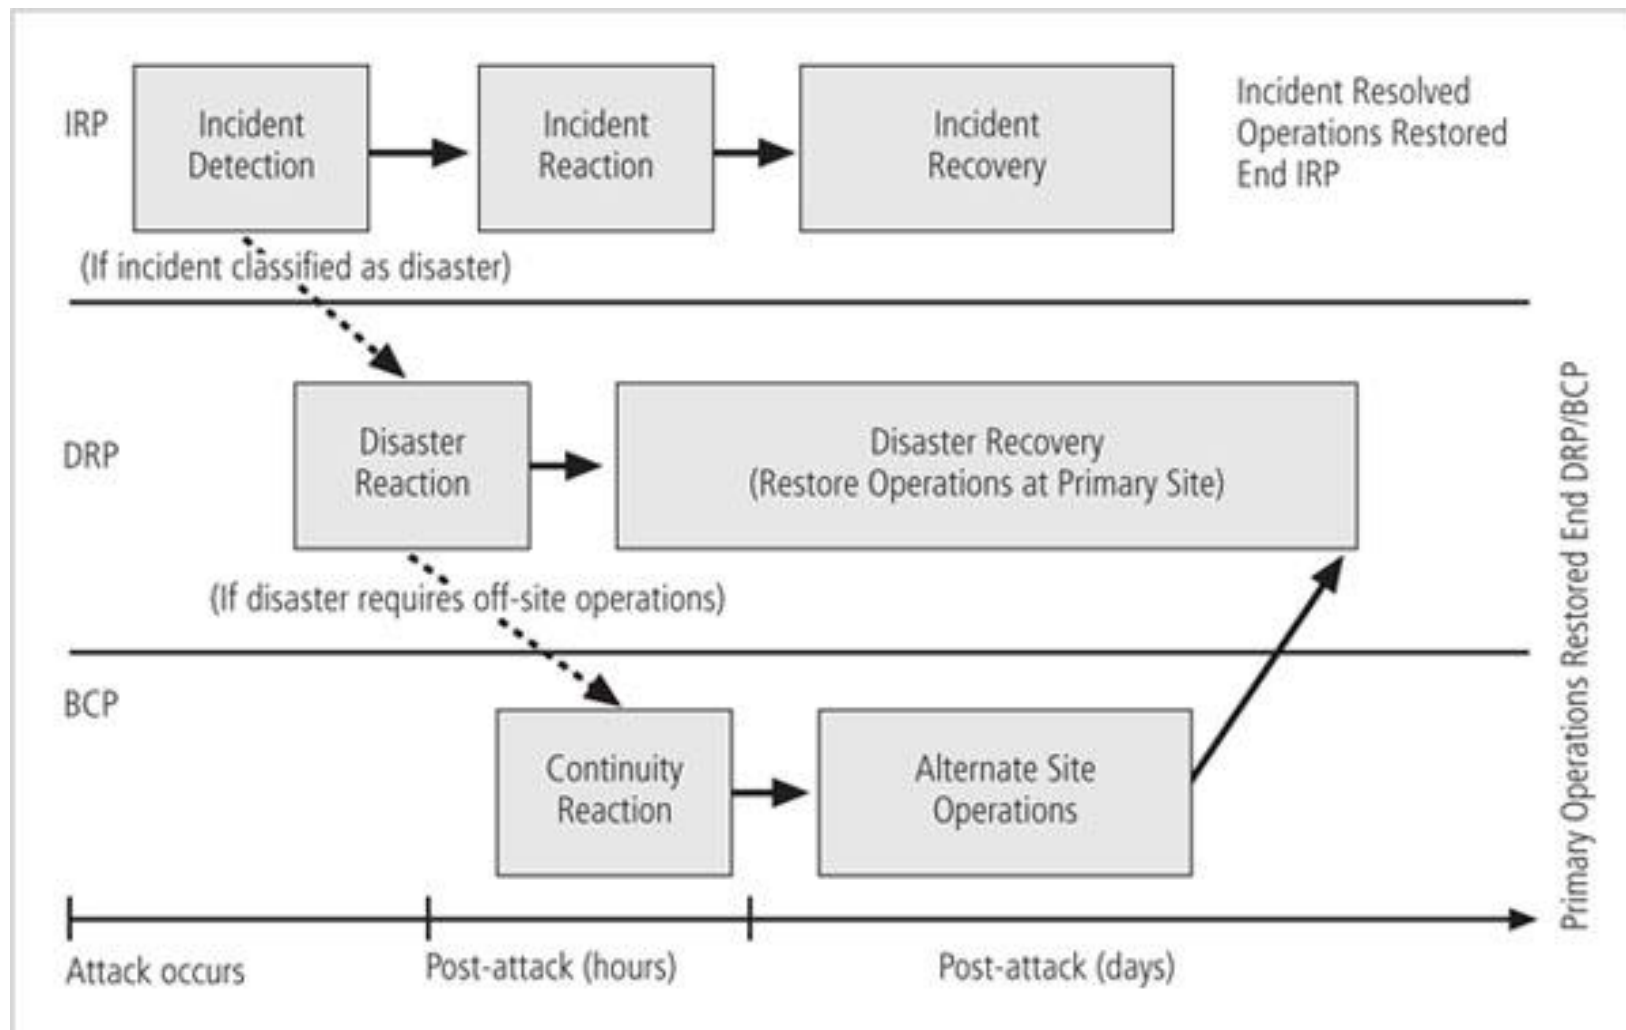 IRP
Incident
Detection
Incident
Reaction
Incident
Recovery
Incident Resolved
Operations Restored
End IRP
(If incident classified as disaster)
DRP
Disaster
Reaction
Disaster Recovery
(Restore Operations at Primary Site)
(If disaster requires off-site operations)
BCP
Continuity
Reaction
Alternate Site
Operations
Primary Operations Restored End DRP/BCP
Attack occurs
Post-attack (hours)
Post-attack (days)